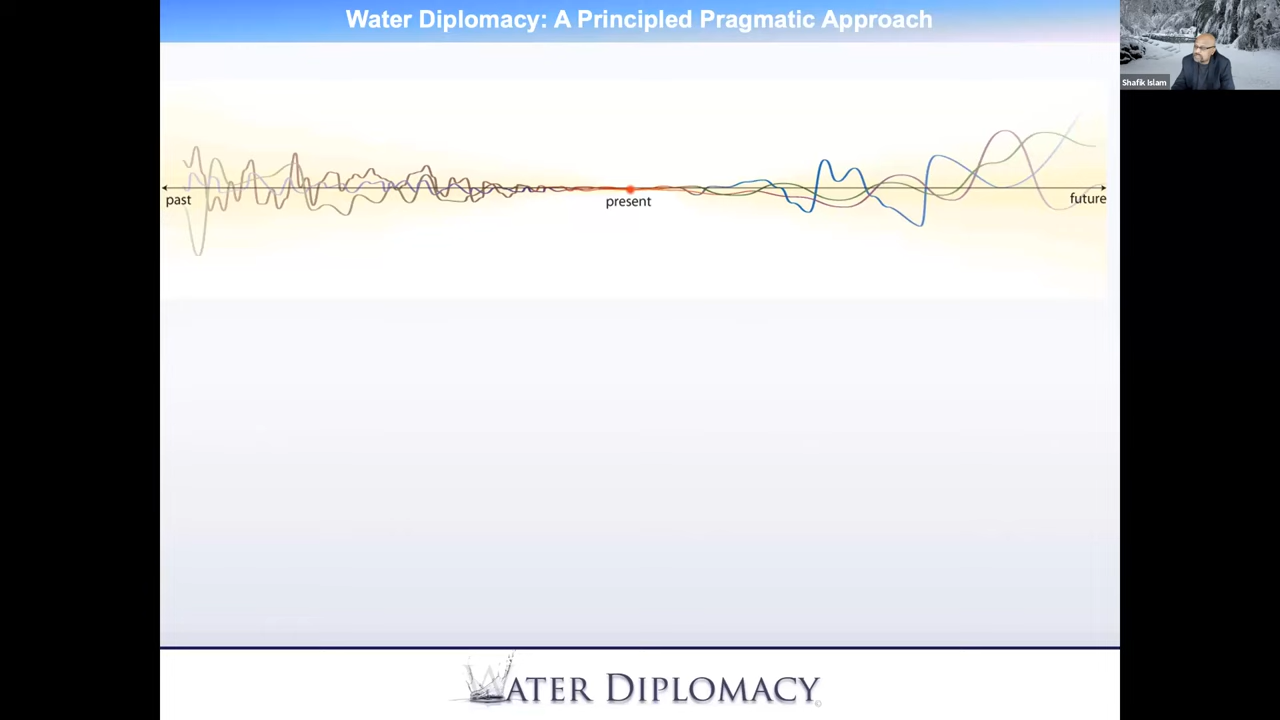 Water Diplomacy: A Principled Pragmatic Approach
Shafik Islam
past
present
future
WATER DIPLOMACY
©